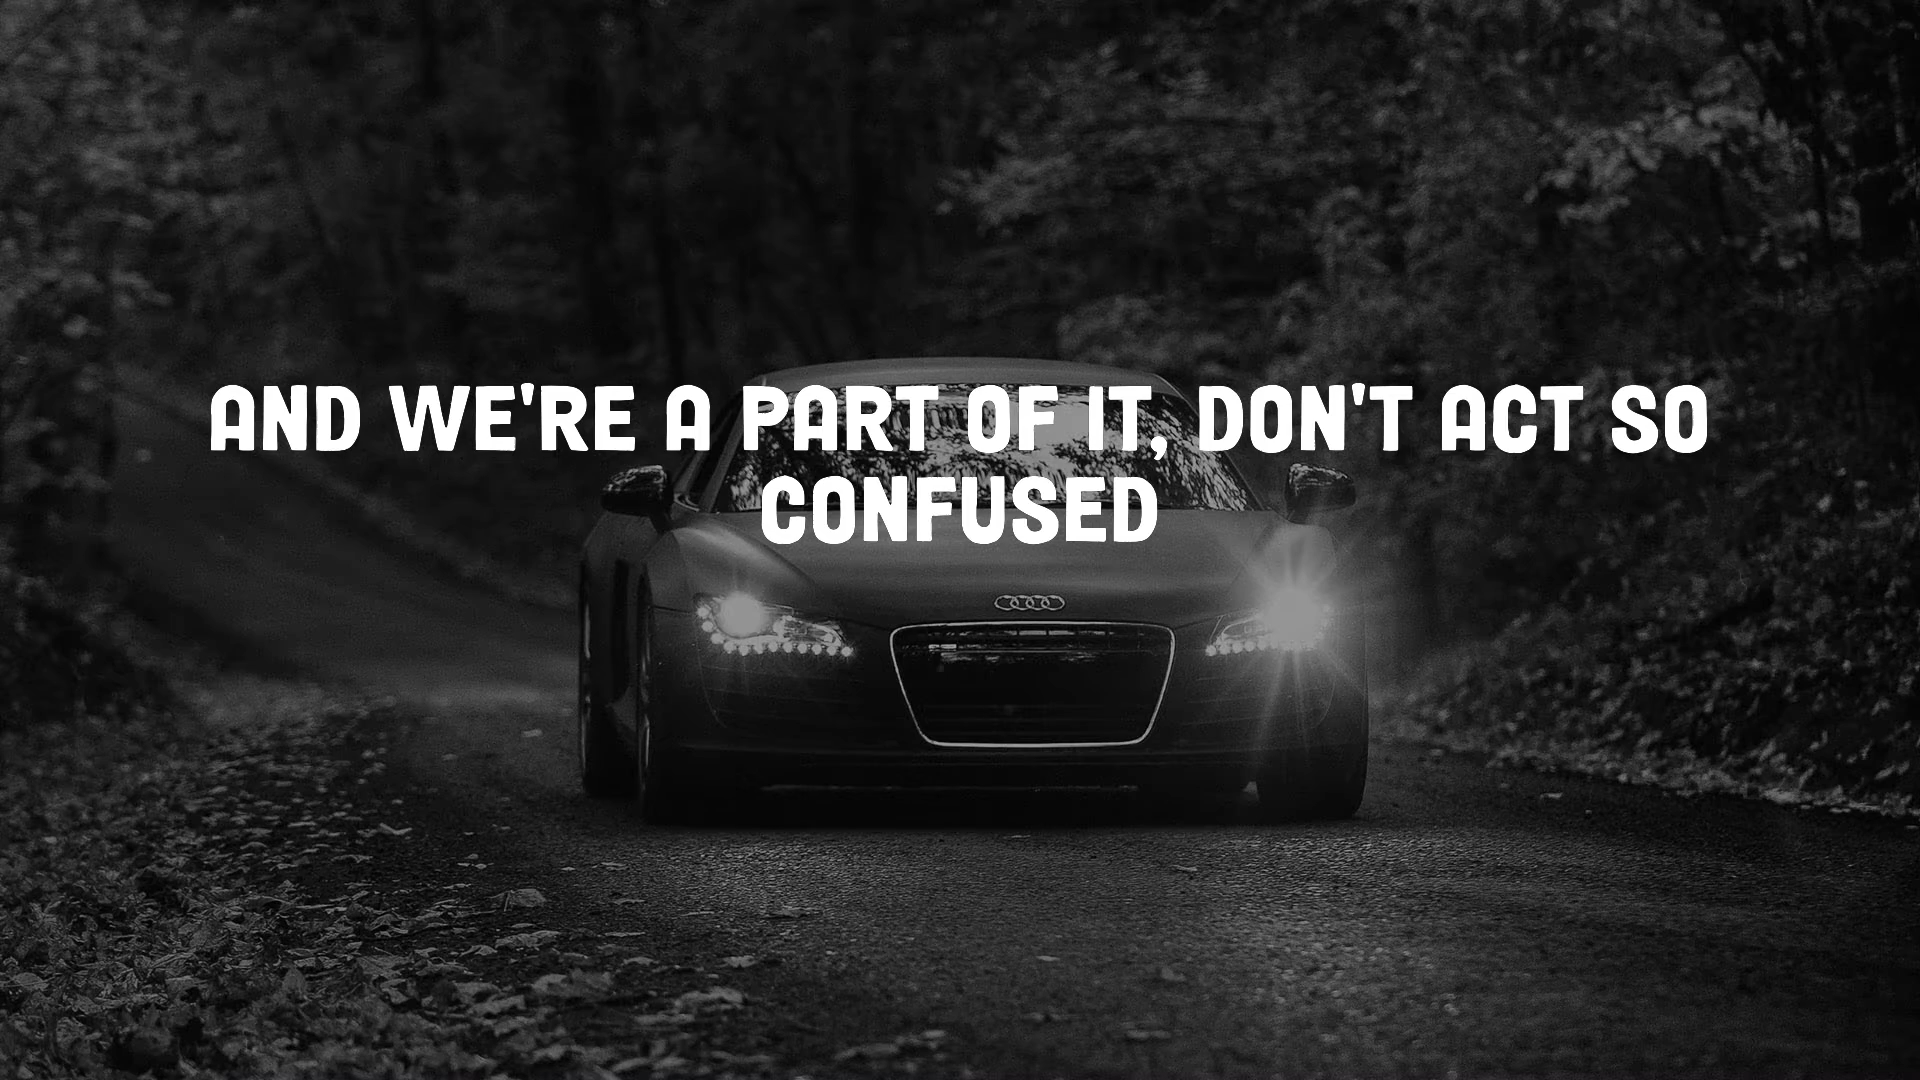 AND WE'RE A PART OF IT, DON'T ACT SO
CONFUSED